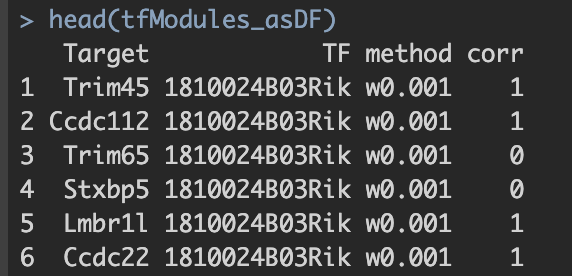 > head(tfModules_asDF)
Target TF method corr
1 Trim45 1810024B03Rik w0.001 1
2 Ccdc112 1810024B03Rik w0.001 1
3 Trim65 1810024B03Rik w0.001 0
4 Stxbp5 1810024B03Rik w0.001 0
5 Lmbr1l 1810024B03Rik w0.001 1
6 Ccdc22 1810024B03Rik w0.001 1